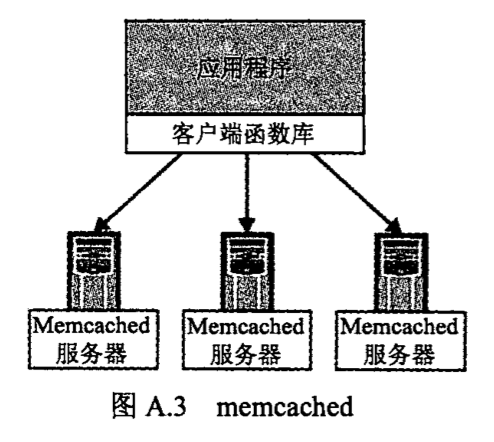 应用程序
客户端函数库
Memcached
服务器
Memcached
服务器
Memcached
服务器
图 A.3 memcached